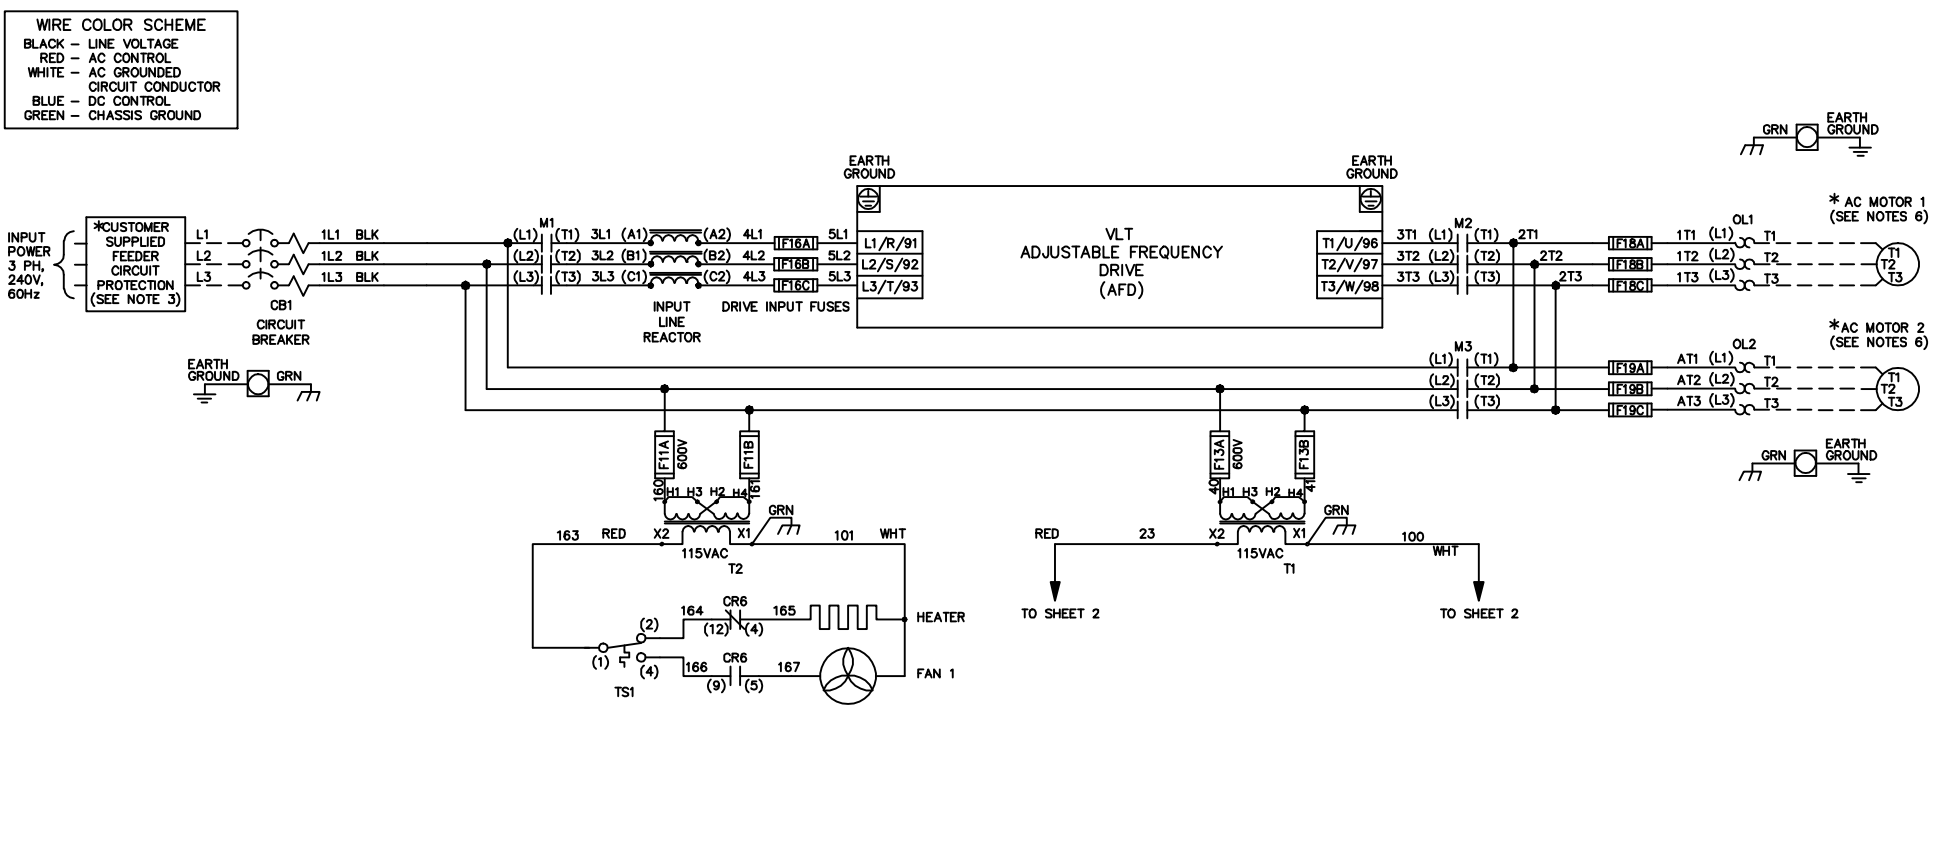 WIRE COLOR SCHEME
BLACK – LINE VOLTAGE
RED – AC CONTROL
WHITE – AC GROUNDED
CIRCUIT CONDUCTOR
BLUE – DC CONTROL
GREEN – CHASSIS GROUND
INPUT
POWER
3 PH,
240V,
60Hz
*CUSTOMER
SUPPLIED
FEEDER
CIRCUIT
PROTECTION
(SEE NOTE 3)
L1
L2
L3
CB1
CIRCUIT
BREAKER
1L1 BLK
1L2 BLK
1L3 BLK
EARTH
GROUND
GRN
M1
(L1) (T1) 3L1 (A1) (A2) 4L1 F16A 5L1
(L2) (T2) 3L2 (B1) (B2) 4L2 F16B 5L2
(L3) (T3) 3L3 (C1) (C2) 4L3 F16C 5L3
INPUT
LINE
REACTOR
DRIVE INPUT FUSES
EARTH
GROUND
L1/R/91
L2/S/92
L3/T/93
VLT
ADJUSTABLE FREQUENCY
DRIVE
(AFD)
EARTH
GROUND
T1/U/96
T2/V/97
T3/W/98
M2
3T1 (L1) (T1) 2T1
3T2 (L2) (T2) 2T2
3T3 (L3) (T3) 2T3
OL1
F18A 1T1 (L1) T1
F18B 1T2 (L2) T2
F18C 1T3 (L3) T3
GRN
EARTH
GROUND
* AC MOTOR 1
(SEE NOTES 6)
T1
T2
T3
M3
(L1) (T1)
(L2) (T2)
(L3) (T3)
OL2
F19A AT1 (L1) T1
F19B AT2 (L2) T2
F19C AT3 (L3) T3
*AC MOTOR 2
(SEE NOTES 6)
T1
T2
T3
GRN
EARTH
GROUND
F11A
600V
F11B
160
161
H1 H3 H2 H4
GRN
163 RED X2 X1 101 WHT
115VAC
T2
F13A
600V
F13B
40
41
H1 H3 H2 H4
GRN
RED 23 X2 X1 100
WHT
115VAC
T1
TO SHEET 2
TO SHEET 2
164 CR6 165
(12) (4)
HEATER
(2)
(1)
(4)
TS1
166 CR6 167
(9) (5)
FAN 1